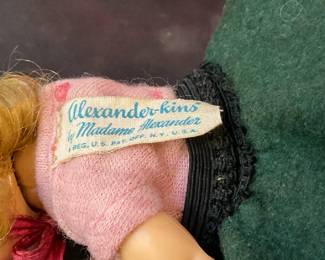 Alexander-kins
by Madame Alexander
REG. U.S. PAT. OFF. N.Y. U.S.A.